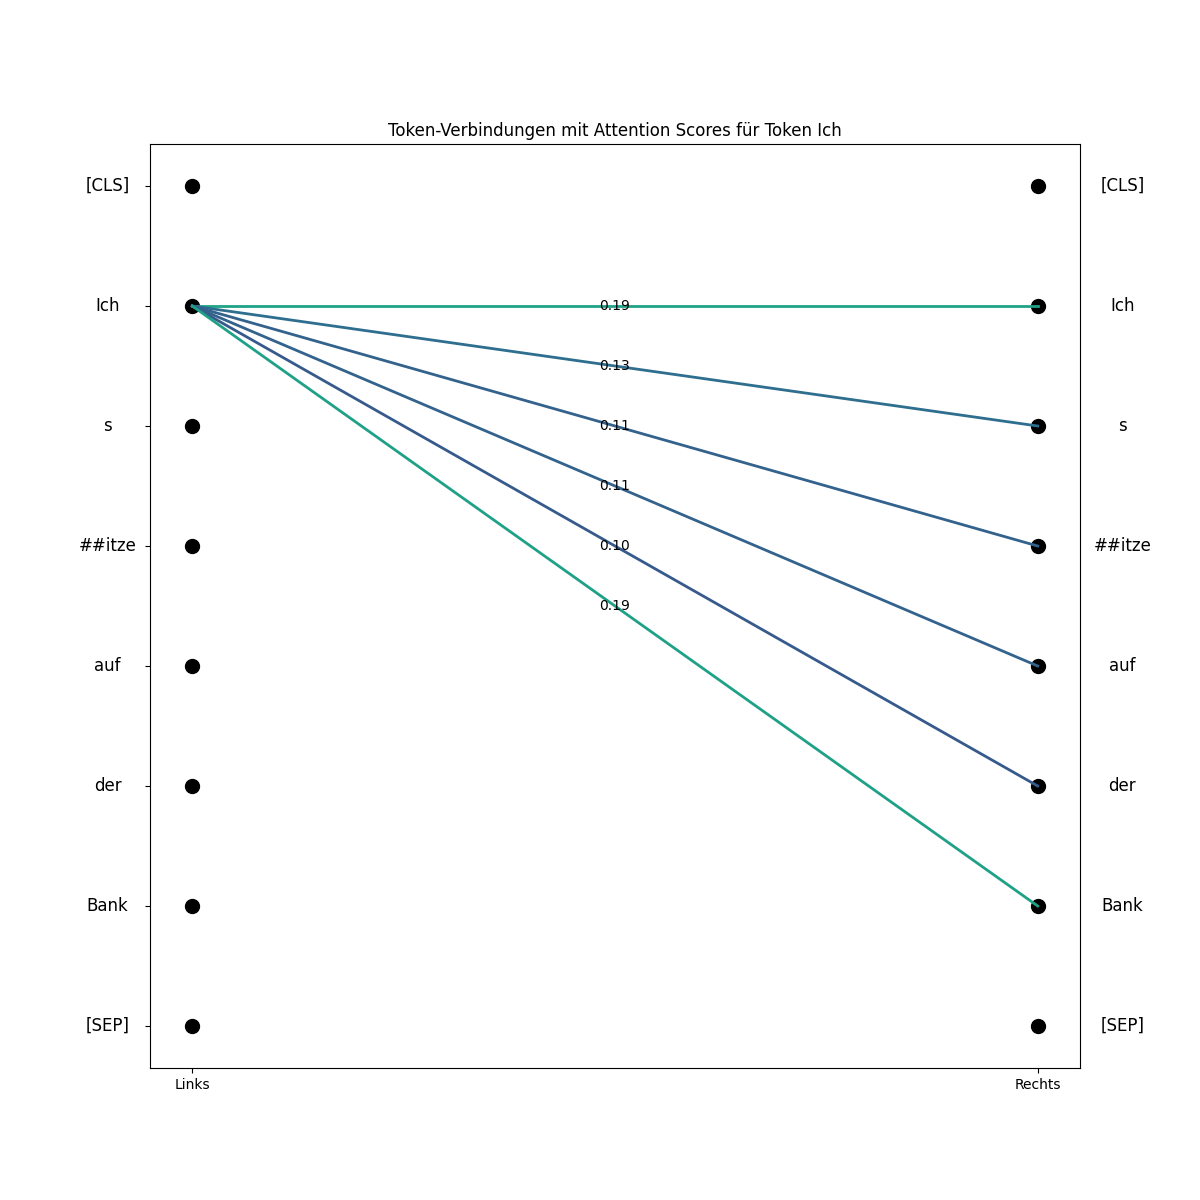 Token-Verbindungen mit Attention Scores für Token Ich
[CLS] [CLS]
Ich 0.19 Ich
0.13
s 0.11 s
0.11
##itze 0.10 ##itze
0.19
auf auf
der der
Bank Bank
[SEP] [SEP]
Links Rechts